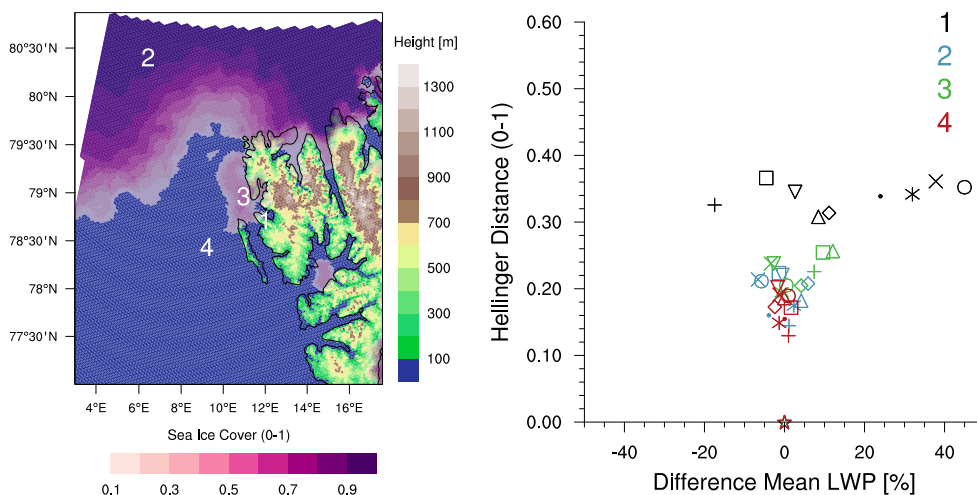 80°30'N
80°N
79°30'N
79°N
78°30'N
78°N
77°30'N
4°E 6°E 8°E 10°E 12°E 14°E 16°E
2
3
1
4
Height [m]
1300
1100
900
700
500
300
100
Sea Ice Cover (0-1)
0.1 0.3 0.5 0.7 0.9
Hellinger Distance (0-1)
0.60
0.50
0.40
0.30
0.20
0.10
0.00
-40 -20 0 20 40
Difference Mean LWP [%]
1
2
3
4